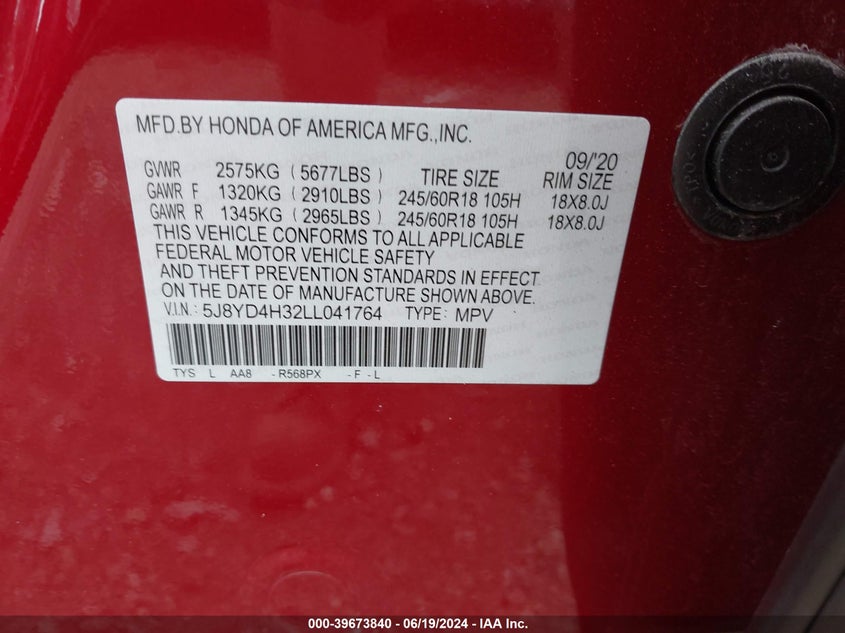 MFD.BY HONDA OF AMERICA MFG.,INC.
09/'20
GVWR 2575KG (5677LBS) TIRE SIZE RIM SIZE
GAWR F 1320KG (2910LBS) 245/60R18 105H 18X8.0J
GAWR R 1345KG (2965LBS) 245/60R18 105H 18X8.0J
THIS VEHICLE CONFORMS TO ALL APPLICABLE
FEDERAL MOTOR VEHICLE SAFETY
AND THEFT PREVENTION STANDARDS IN EFFECT
ON THE DATE OF MANUFACTURE SHOWN ABOVE.
V.I.N.: 5J8YD4H32LL041764 TYPE: MPV
TYS L AA8 -R568PX -F -L
000-39673840 - 06/19/2024 - IAA Inc.